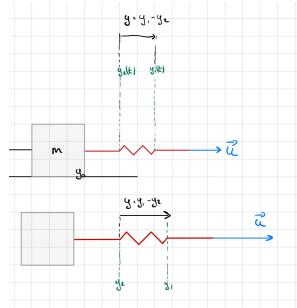 y = y₁ - y₂
y₂(t) y₁(t)
m
u⃗
y₀
y = y₁ - y₂
u⃗
y₂ y₁